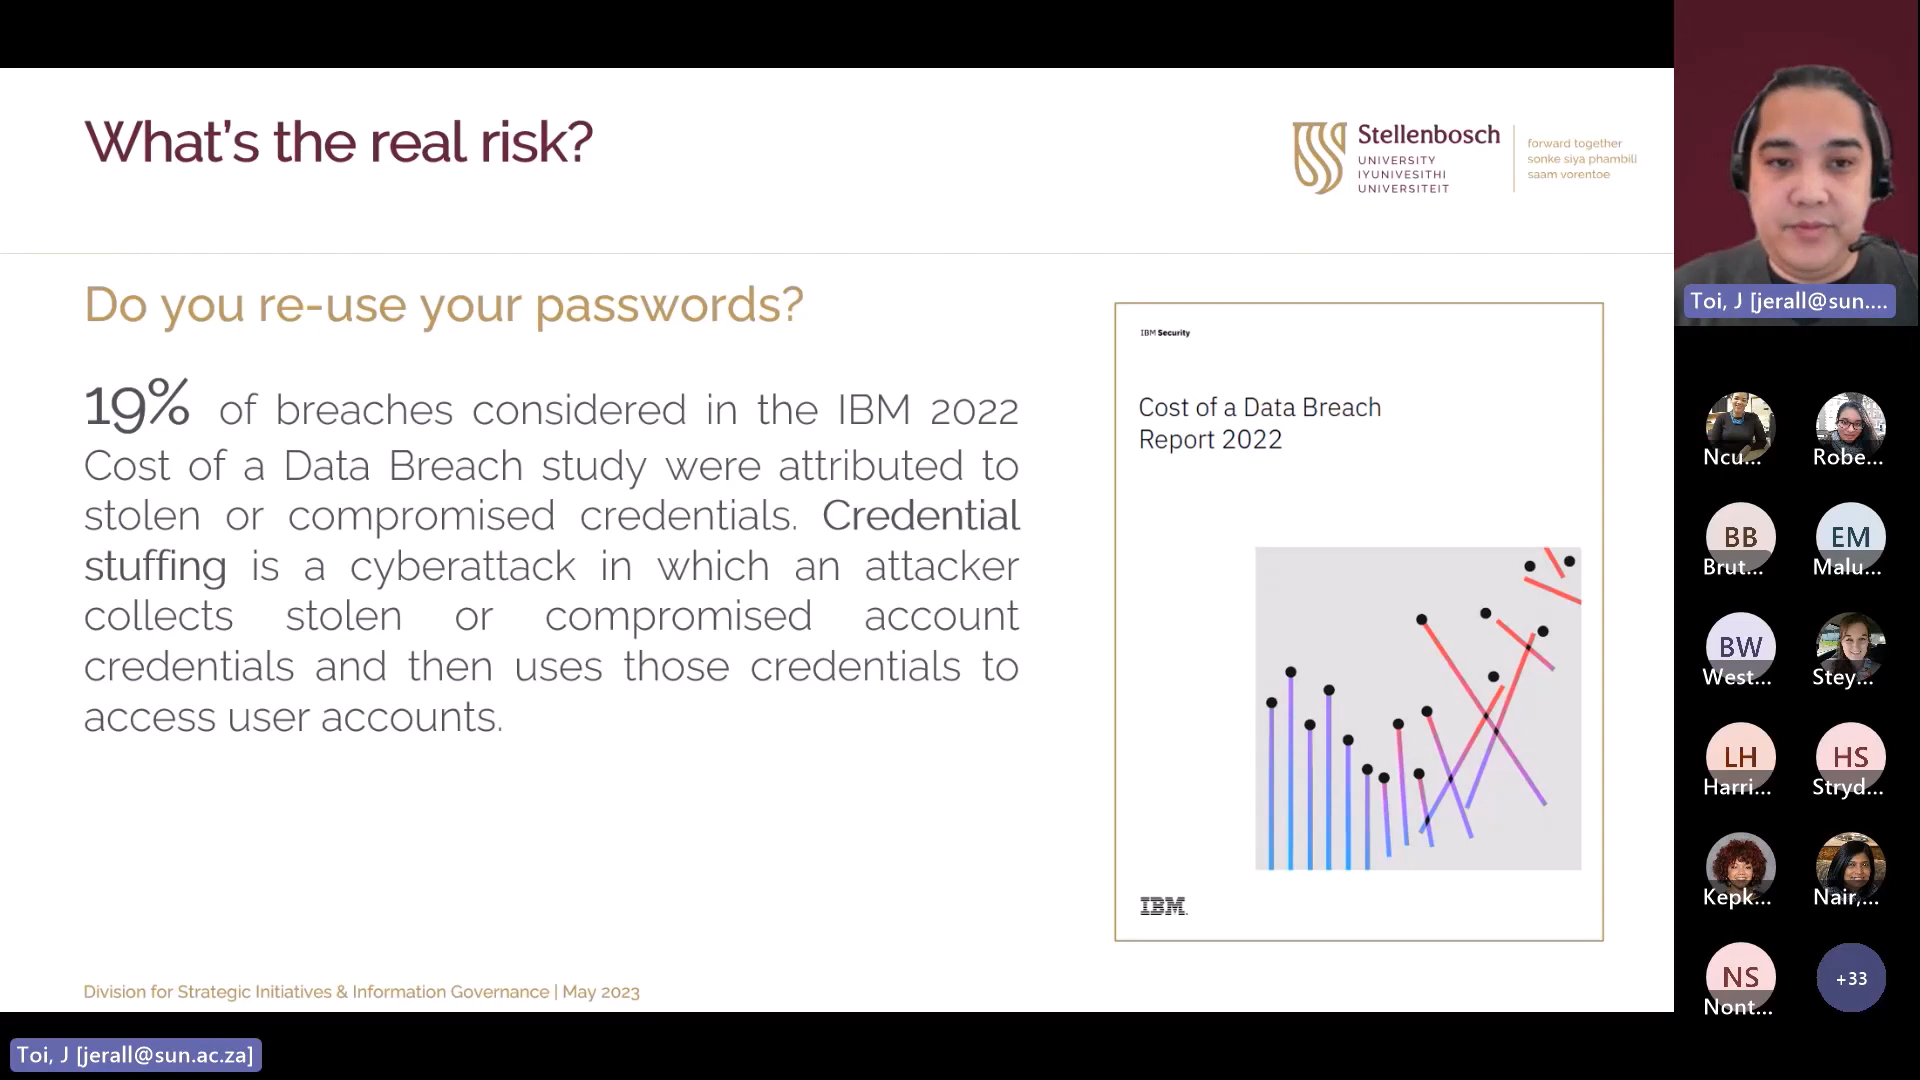 What's the real risk?
Stellenbosch
UNIVERSITY
IYUNIVESITHI
UNIVERSITEIT
forward together
sonke siya phambili
saam vorentoe
Do you re-use your passwords?
19% of breaches considered in the IBM 2022
Cost of a Data Breach study were attributed to
stolen or compromised credentials. Credential
stuffing is a cyberattack in which an attacker
collects stolen or compromised account
credentials and then uses those credentials to
access user accounts.
IBM Security
Cost of a Data Breach
Report 2022
IBM.
Division for Strategic Initiatives & Information Governance | May 2023
Toi, J [jerall@sun.ac.za]
Toi, J [jerall@sun....
Ncu...
Robe...
BB
Brut...
EM
Malu...
BW
West...
Stey...
LH
Harri...
HS
Stryd...
Kepk...
Nair,...
NS
Nont...
+33